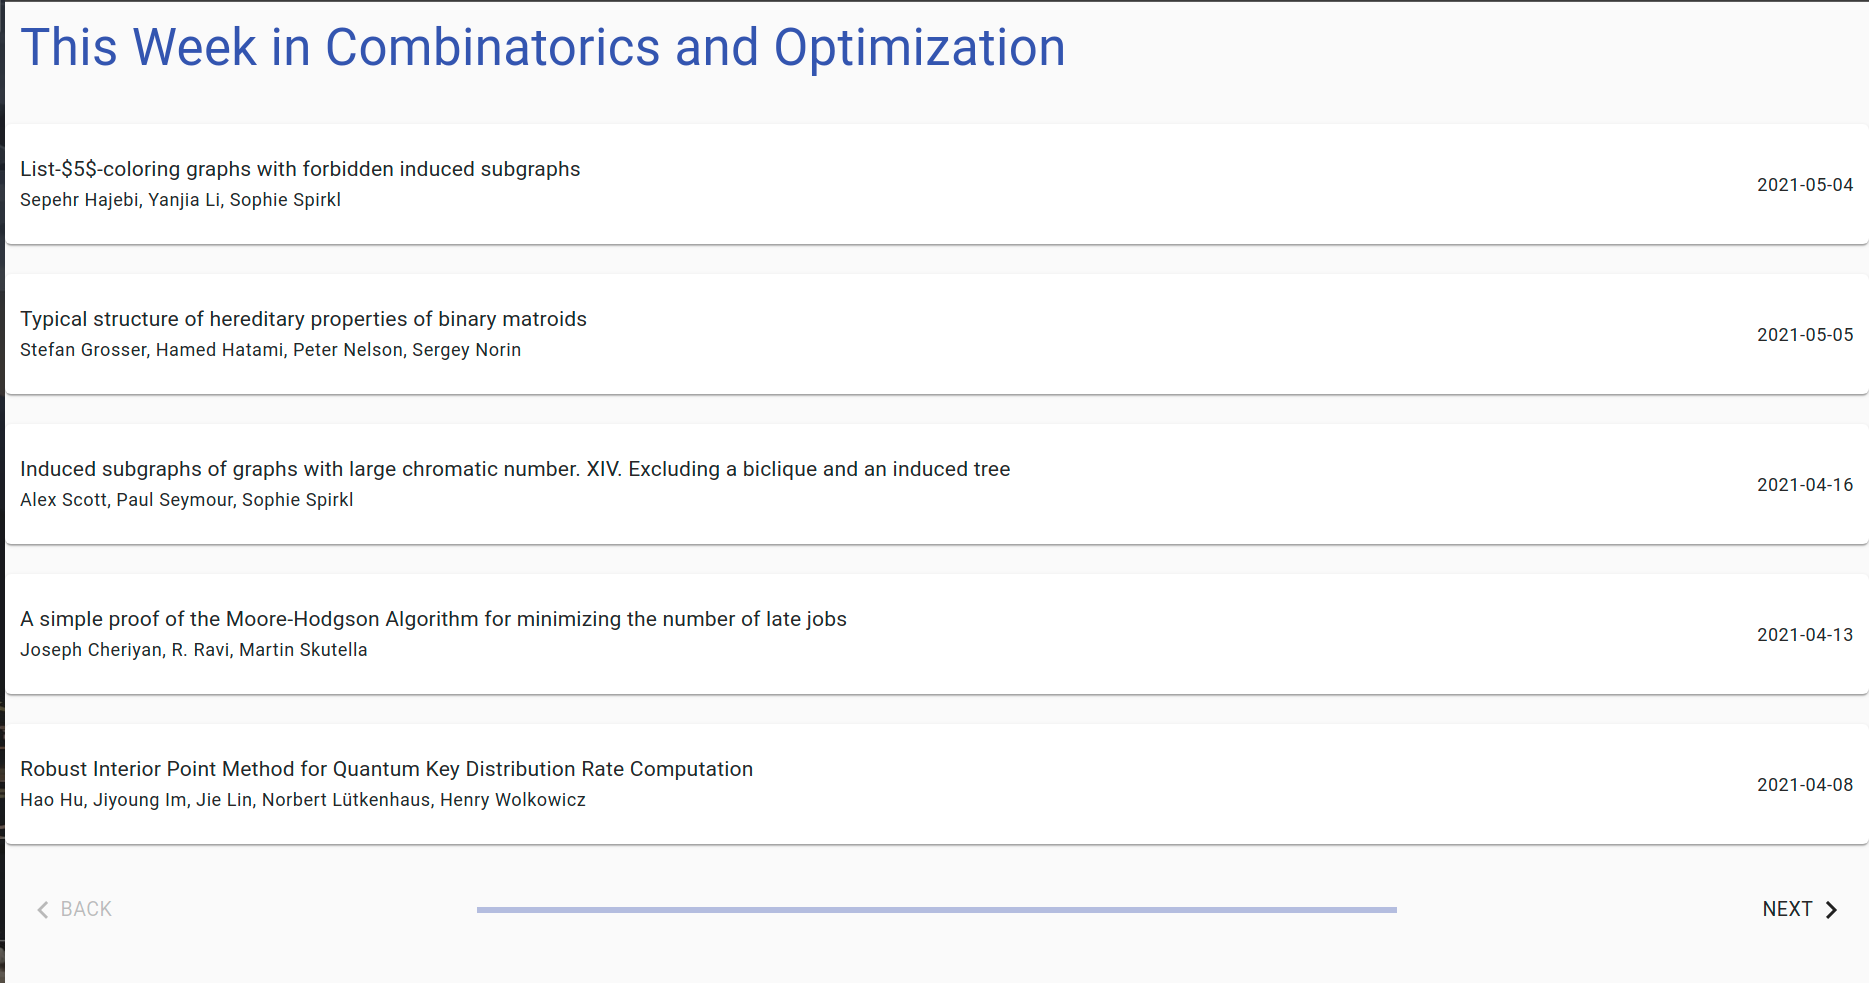 This Week in Combinatorics and Optimization
List-$5$-coloring graphs with forbidden induced subgraphs
Sepehr Hajebi, Yanjia Li, Sophie Spirkl
2021-05-04
Typical structure of hereditary properties of binary matroids
Stefan Grosser, Hamed Hatami, Peter Nelson, Sergey Norin
2021-05-05
Induced subgraphs of graphs with large chromatic number. XIV. Excluding a biclique and an induced tree
Alex Scott, Paul Seymour, Sophie Spirkl
2021-04-16
A simple proof of the Moore-Hodgson Algorithm for minimizing the number of late jobs
Joseph Cheriyan, R. Ravi, Martin Skutella
2021-04-13
Robust Interior Point Method for Quantum Key Distribution Rate Computation
Hao Hu, Jiyoung Im, Jie Lin, Norbert Lütkenhaus, Henry Wolkowicz
2021-04-08
BACK
NEXT